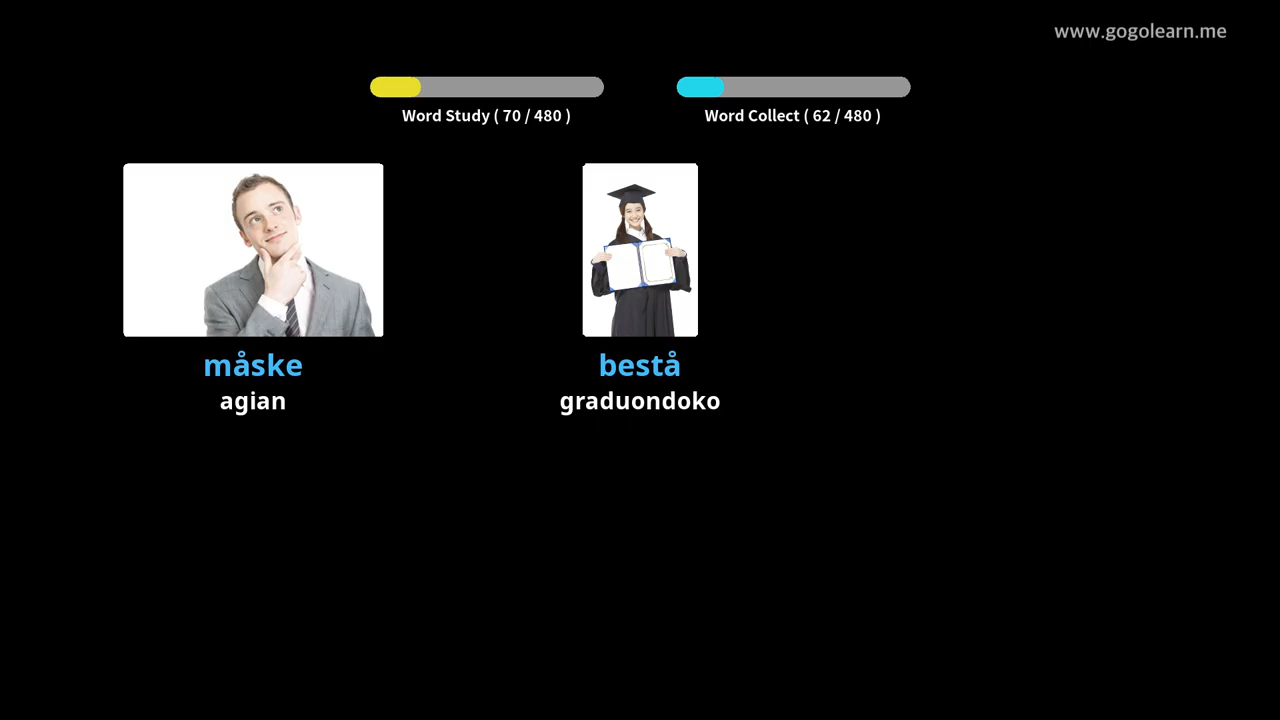 www.gogolearn.me
Word Study ( 70 / 480 )
Word Collect ( 62 / 480 )
måske
agian
bestå
graduondoko